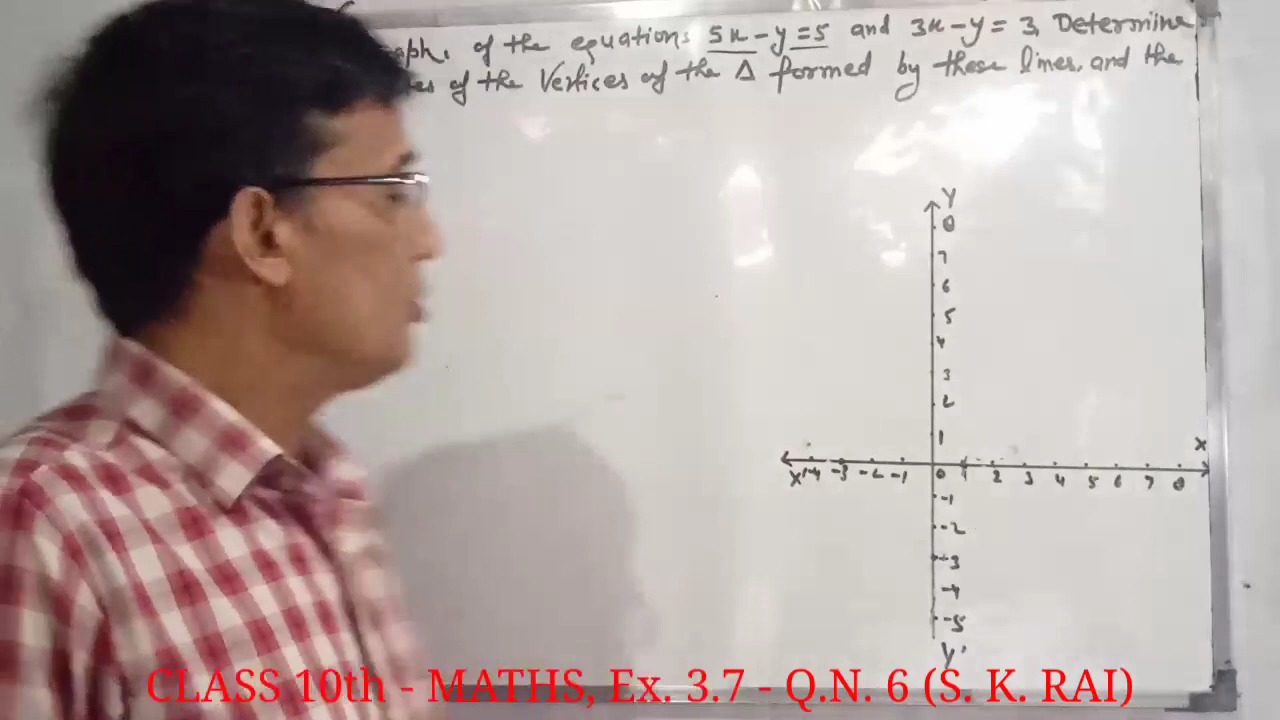 of the equations 5x-y=5 and 3x-y=3, Determine
of the Vertices of the Δ formed by these lines, and the
Y
8
7
6
5
4
3
2
1
X
X' -4 -3 -2 -1 0 1 2 3 4 5 6 7 8
-1
-2
-3
-4
-5
Y'
CLASS 10th - MATHS, Ex. 3.7 - Q.N. 6 (S. K. RAI)